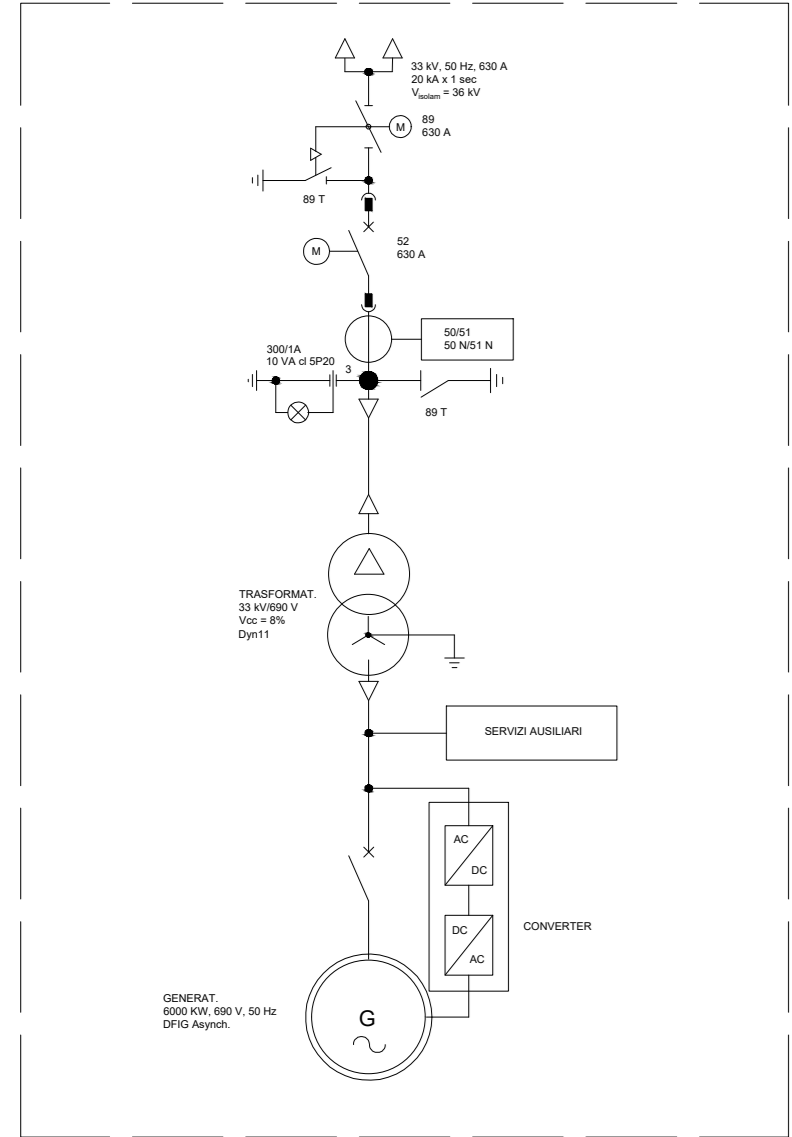 33 kV, 50 Hz, 630 A
20 kA x 1 sec
Visolam = 36 kV
M
89
630 A
89 T
M
52
630 A
50/51
50 N/51 N
300/1A
10 VA cl 5P20
3
89 T
TRASFORMAT.
33 kV/690 V
Vcc = 8%
Dyn11
SERVIZI AUSILIARI
AC
DC
DC
AC
CONVERTER
GENERAT.
6000 KW, 690 V, 50 Hz
DFIG Asynch.
G